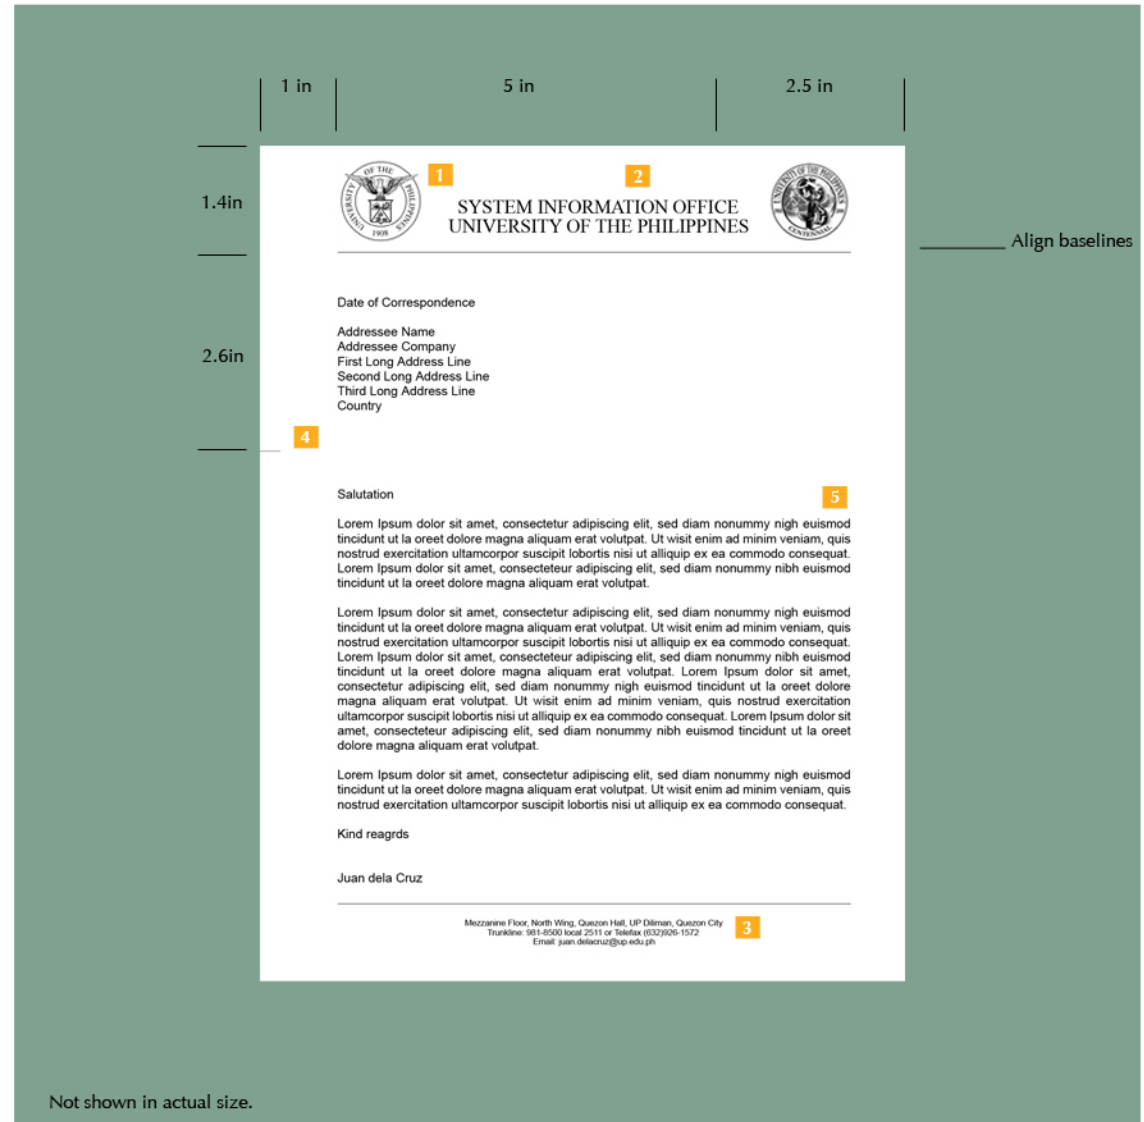 1 in
5 in
2.5 in
1.4in
2.6in
Align baselines
UNIVERSITY OF THE PHILIPPINES
1908
1
2
SYSTEM INFORMATION OFFICE
UNIVERSITY OF THE PHILIPPINES
UNIVERSITY OF THE PHILIPPINES
CENTENNIAL
Date of Correspondence
Addressee Name
Addressee Company
First Long Address Line
Second Long Address Line
Third Long Address Line
Country
4
Salutation
5
Lorem Ipsum dolor sit amet, consectetur adipiscing elit, sed diam nonummy nigh euismod
tincidunt ut la oreet dolore magna aliquam erat volutpat. Ut wisit enim ad minim veniam, quis
nostrud exercitation ultamcorpor suscipit lobortis nisi ut alliquip ex ea commodo consequat.
Lorem Ipsum dolor sit amet, consecteteur adipiscing elit, sed diam nonummy nibh euismod
tincidunt ut la oreet dolore magna aliquam erat volutpat.
Lorem Ipsum dolor sit amet, consectetur adipiscing elit, sed diam nonummy nigh euismod
tincidunt ut la oreet dolore magna aliquam erat volutpat. Ut wisit enim ad minim veniam, quis
nostrud exercitation ultamcorpor suscipit lobortis nisi ut alliquip ex ea commodo consequat.
Lorem Ipsum dolor sit amet, consecteteur adipiscing elit, sed diam nonummy nibh euismod
tincidunt ut la oreet dolore magna aliquam erat volutpat. Lorem Ipsum dolor sit amet,
consectetur adipiscing elit, sed diam nonummy nigh euismod tincidunt ut la oreet dolore
magna aliquam erat volutpat. Ut wisit enim ad minim veniam, quis nostrud exercitation
ultamcorpor suscipit lobortis nisi ut alliquip ex ea commodo consequat. Lorem Ipsum dolor sit
amet, consecteteur adipiscing elit, sed diam nonummy nibh euismod tincidunt ut la oreet
dolore magna aliquam erat volutpat.
Lorem Ipsum dolor sit amet, consectetur adipiscing elit, sed diam nonummy nigh euismod
tincidunt ut la oreet dolore magna aliquam erat volutpat. Ut wisit enim ad minim veniam, quis
nostrud exercitation ultamcorpor suscipit lobortis nisi ut alliquip ex ea commodo consequat.
Kind reagrds
Juan dela Cruz
Mezzanine Floor, North Wing, Quezon Hall, UP Diliman, Quezon City
Trunkline: 981-8500 local 2511 or Telefax (632)926-1572
Email: juan.delacruz@up.edu.ph
3
Not shown in actual size.